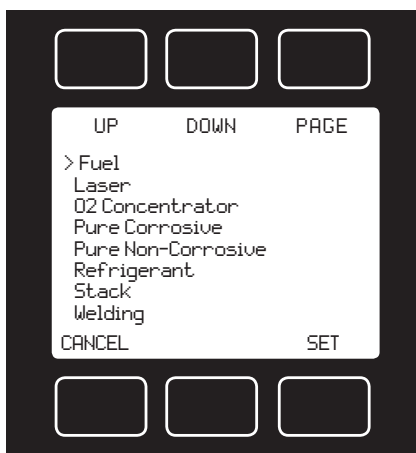 UP DOWN PAGE
> Fuel
Laser
O2 Concentrator
Pure Corrosive
Pure Non-Corrosive
Refrigerant
Stack
Welding
CANCEL SET